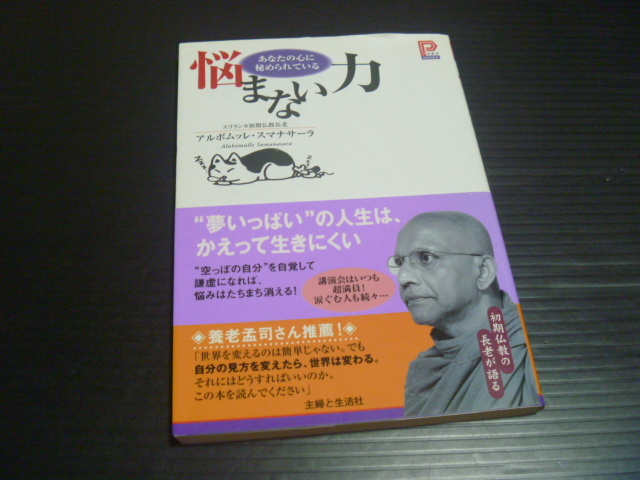 あなたの心に
秘められている
悩まない力
スリランカ初期仏教長老
アルボムッレ・スマナサーラ
Alubomulle Sumanasara
“夢いっぱい”の人生は、
かえって生きにくい
“空っぽの自分”を自覚して
謙虚になれば、
悩みはたちまち消える!
講演会はいつも
超満員!
涙ぐむ人も続々…
初期仏教の
長老が語る
養老孟司さん推薦!
「世界を変えるのは簡単じゃない。でも
自分の見方を変えたら、世界は変わる。
それにはどうすればいいのか。
この本を読んでください」
主婦と生活社